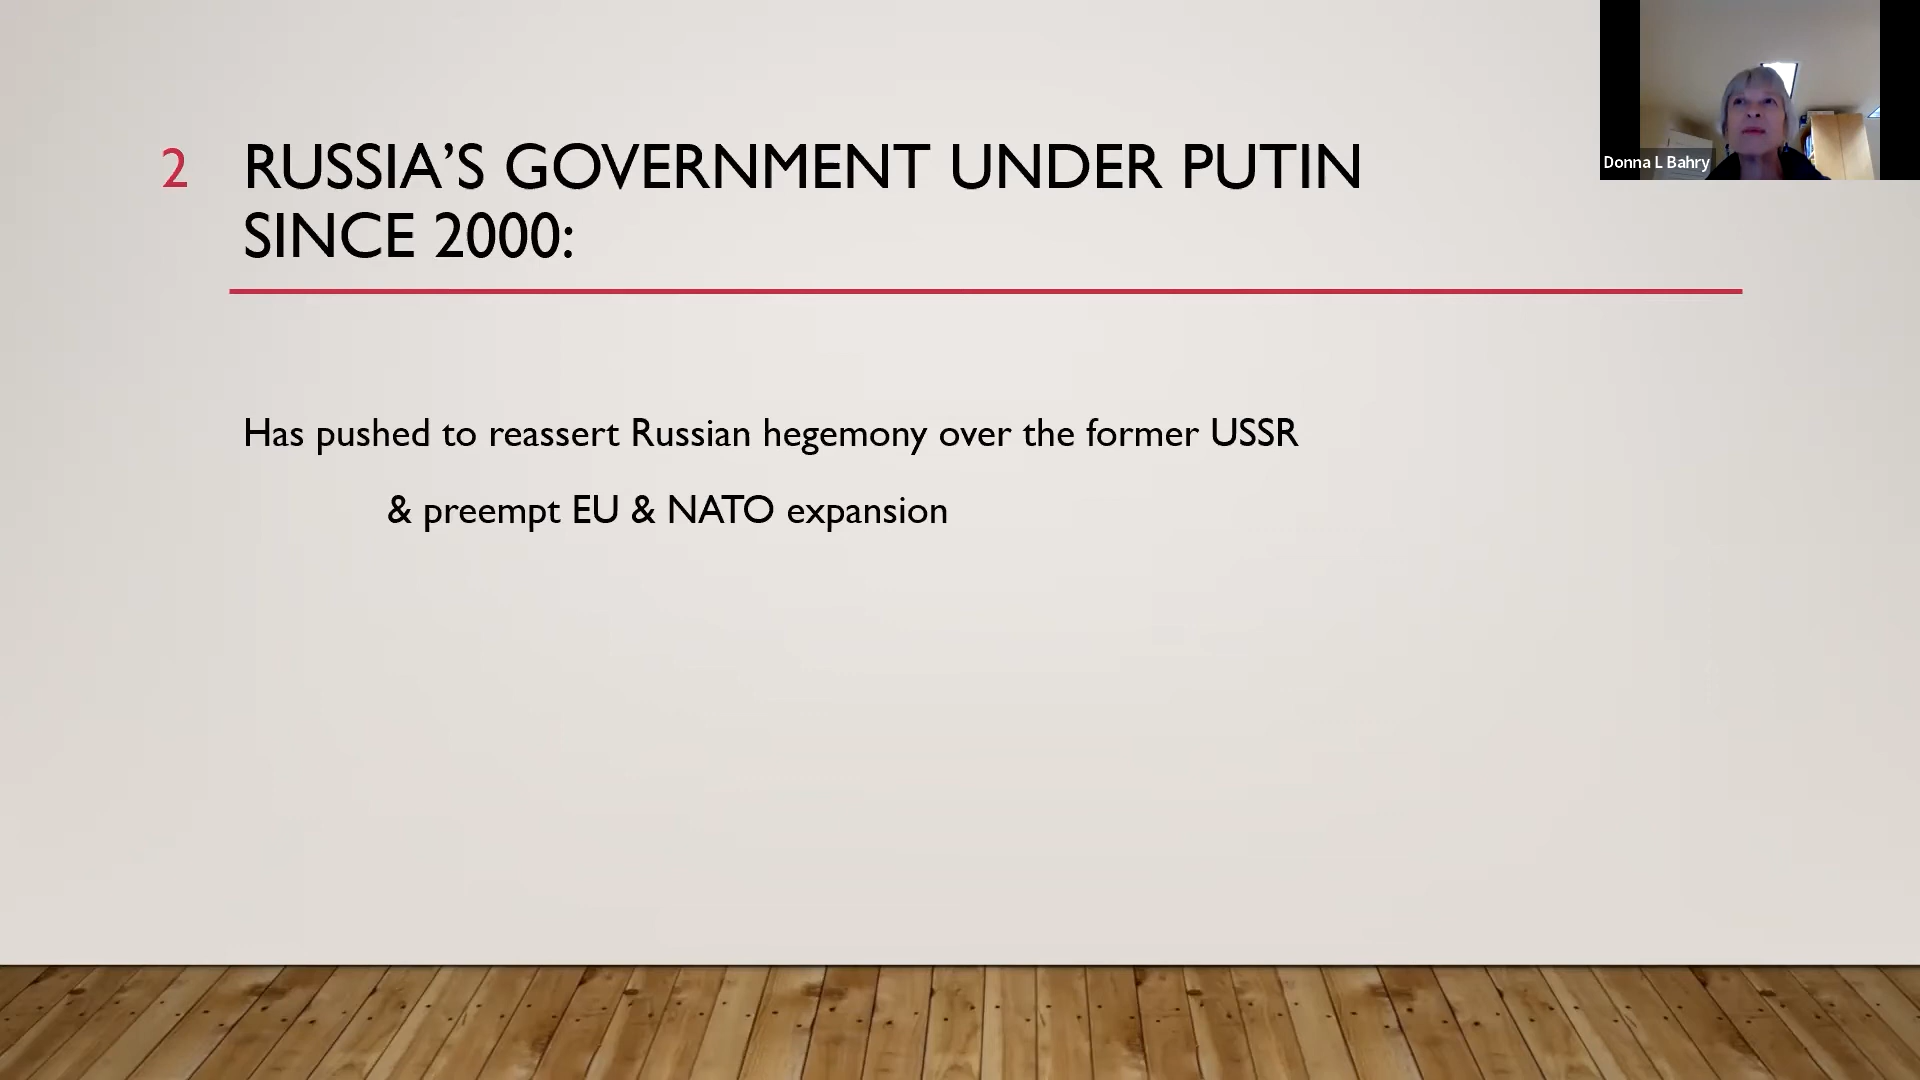 2
RUSSIA’S GOVERNMENT UNDER PUTIN
SINCE 2000:
Has pushed to reassert Russian hegemony over the former USSR
& preempt EU & NATO expansion
Donna L Bahry